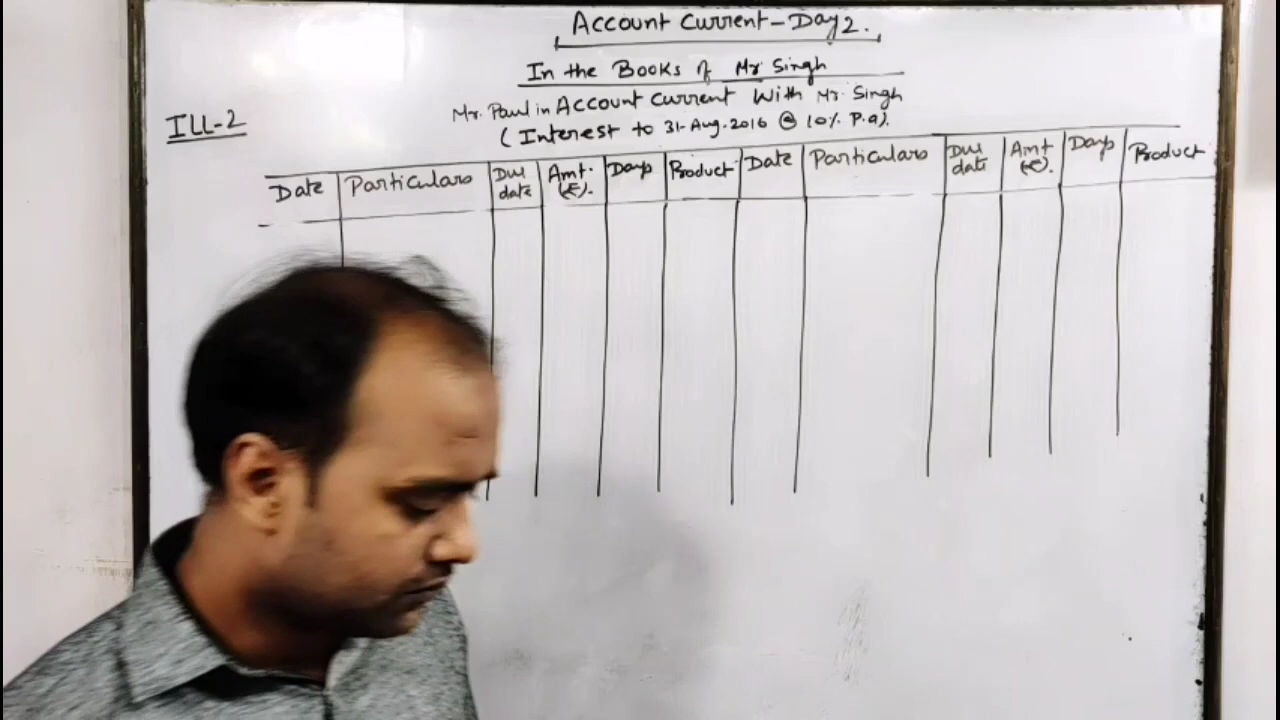 Account Current - Day 2.
In the Books of Mr Singh
Mr. Paul in Account Current With Mr. Singh
ILL-2
(Interest to 31-Aug-2016 @ 10% P.a).
Date Particulars Due date Amt. (₹). Days Product Date Particulars Due date Amt (₹). Days Product